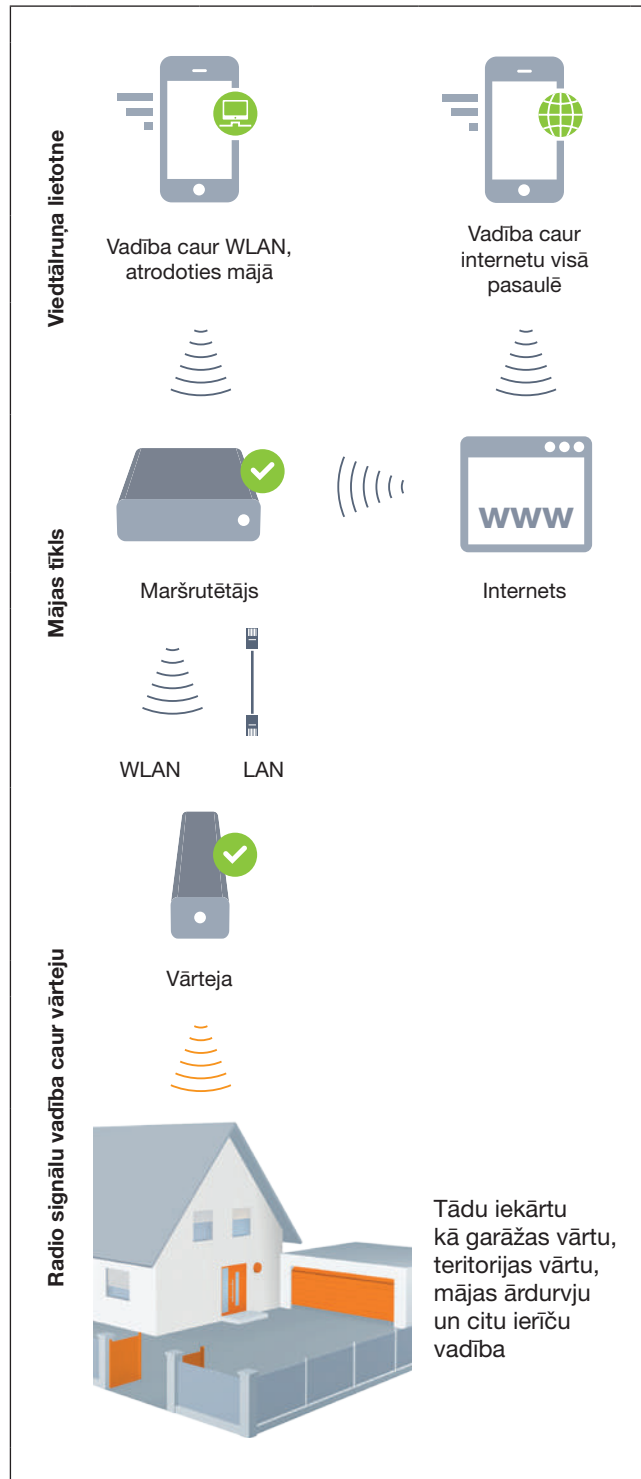 Viedtālruņa lietotne
Vadība caur WLAN,
atrodoties mājā
Vadība caur
internetu visā
pasaulē
Mājas tīkls
Maršrutētājs
www
Internets
WLAN
LAN
Radio signālu vadība caur vārteju
Vārteja
Tādu iekārtu
kā garāžas vārtu,
teritorijas vārtu,
mājas ārdurvju
un citu ierīču
vadība